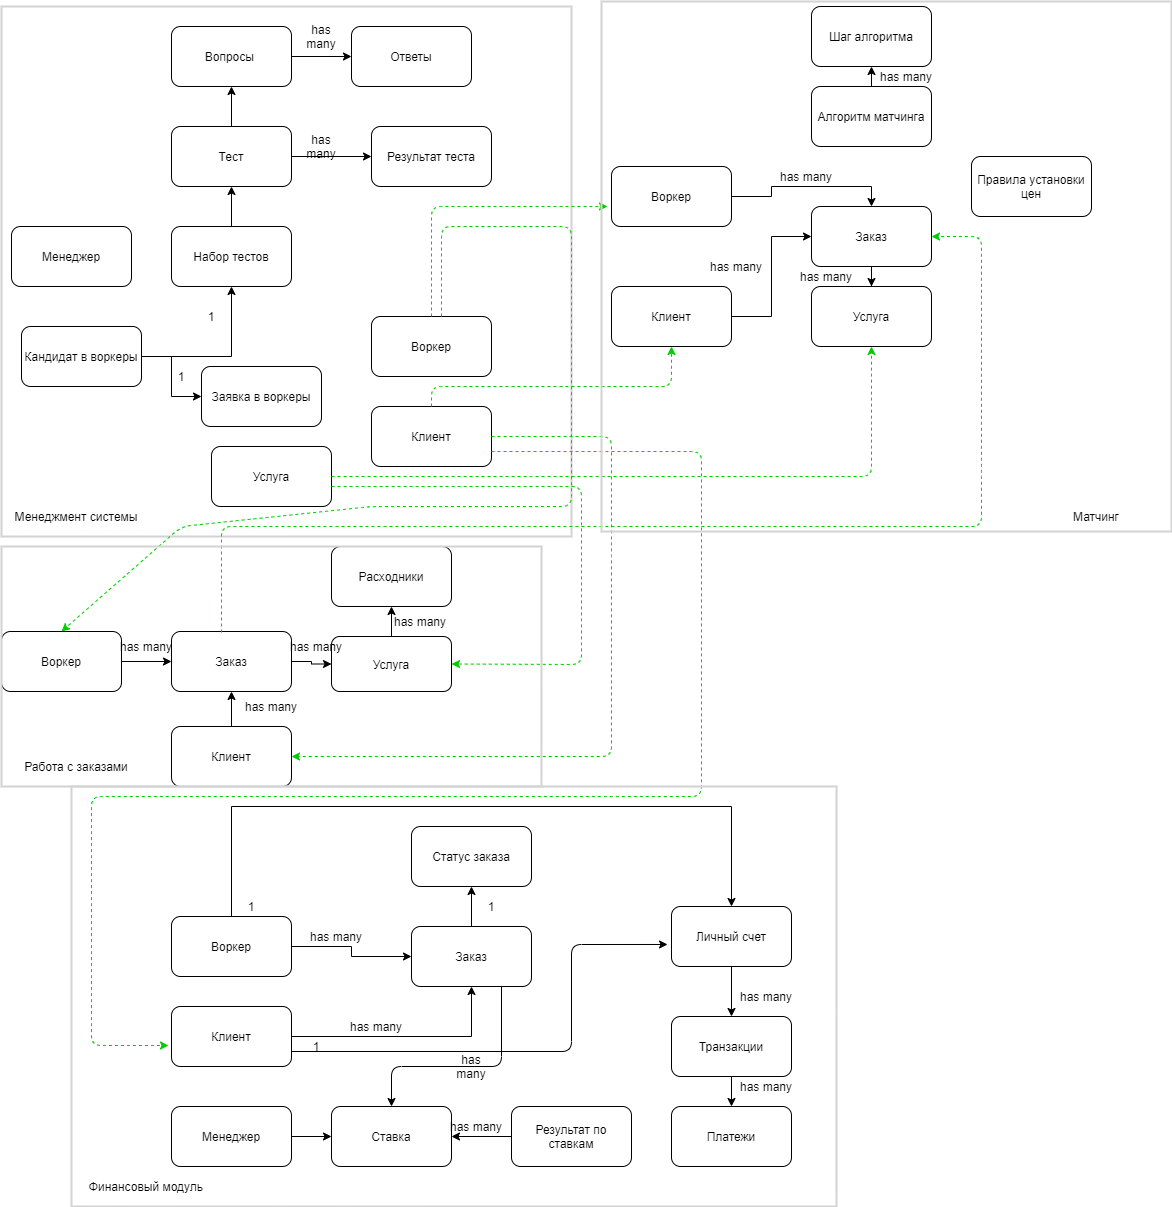 Вопросы
has
many
Ответы
Тест
has
many
Результат теста
Менеджер
Набор тестов
1
Кандидат в воркеры
1
Заявка в воркеры
Воркер
Клиент
Услуга
Менеджмент системы
Шаг алгоритма
has many
Алгоритм матчинга
Правила установки
цен
Воркер
has many
Заказ
has many
has many
Клиент
Услуга
Матчинг
Расходники
has many
Воркер
has many
Заказ
has many
Услуга
has many
Клиент
Работа с заказами
Статус заказа
1
1
Воркер
has many
Заказ
Личный счет
has many
Клиент
has many
1
has
many
Транзакции
has many
Менеджер
Ставка
has many
Результат по
ставкам
Платежи
Финансовый модуль